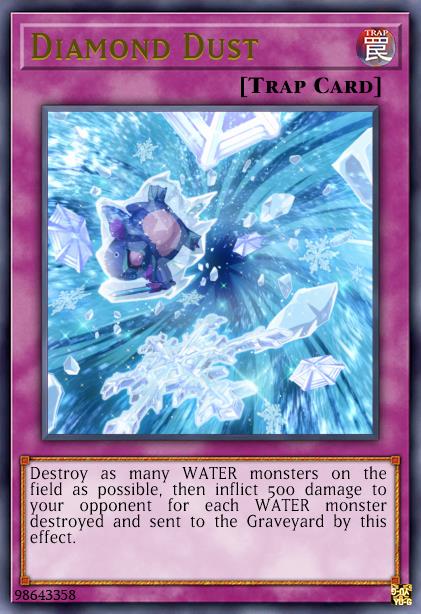 DIAMOND DUST
TRAP
罠
[TRAP CARD]
Destroy as many WATER monsters on the
field as possible, then inflict 500 damage to
your opponent for each WATER monster
destroyed and sent to the Graveyard by this
effect.
98643358